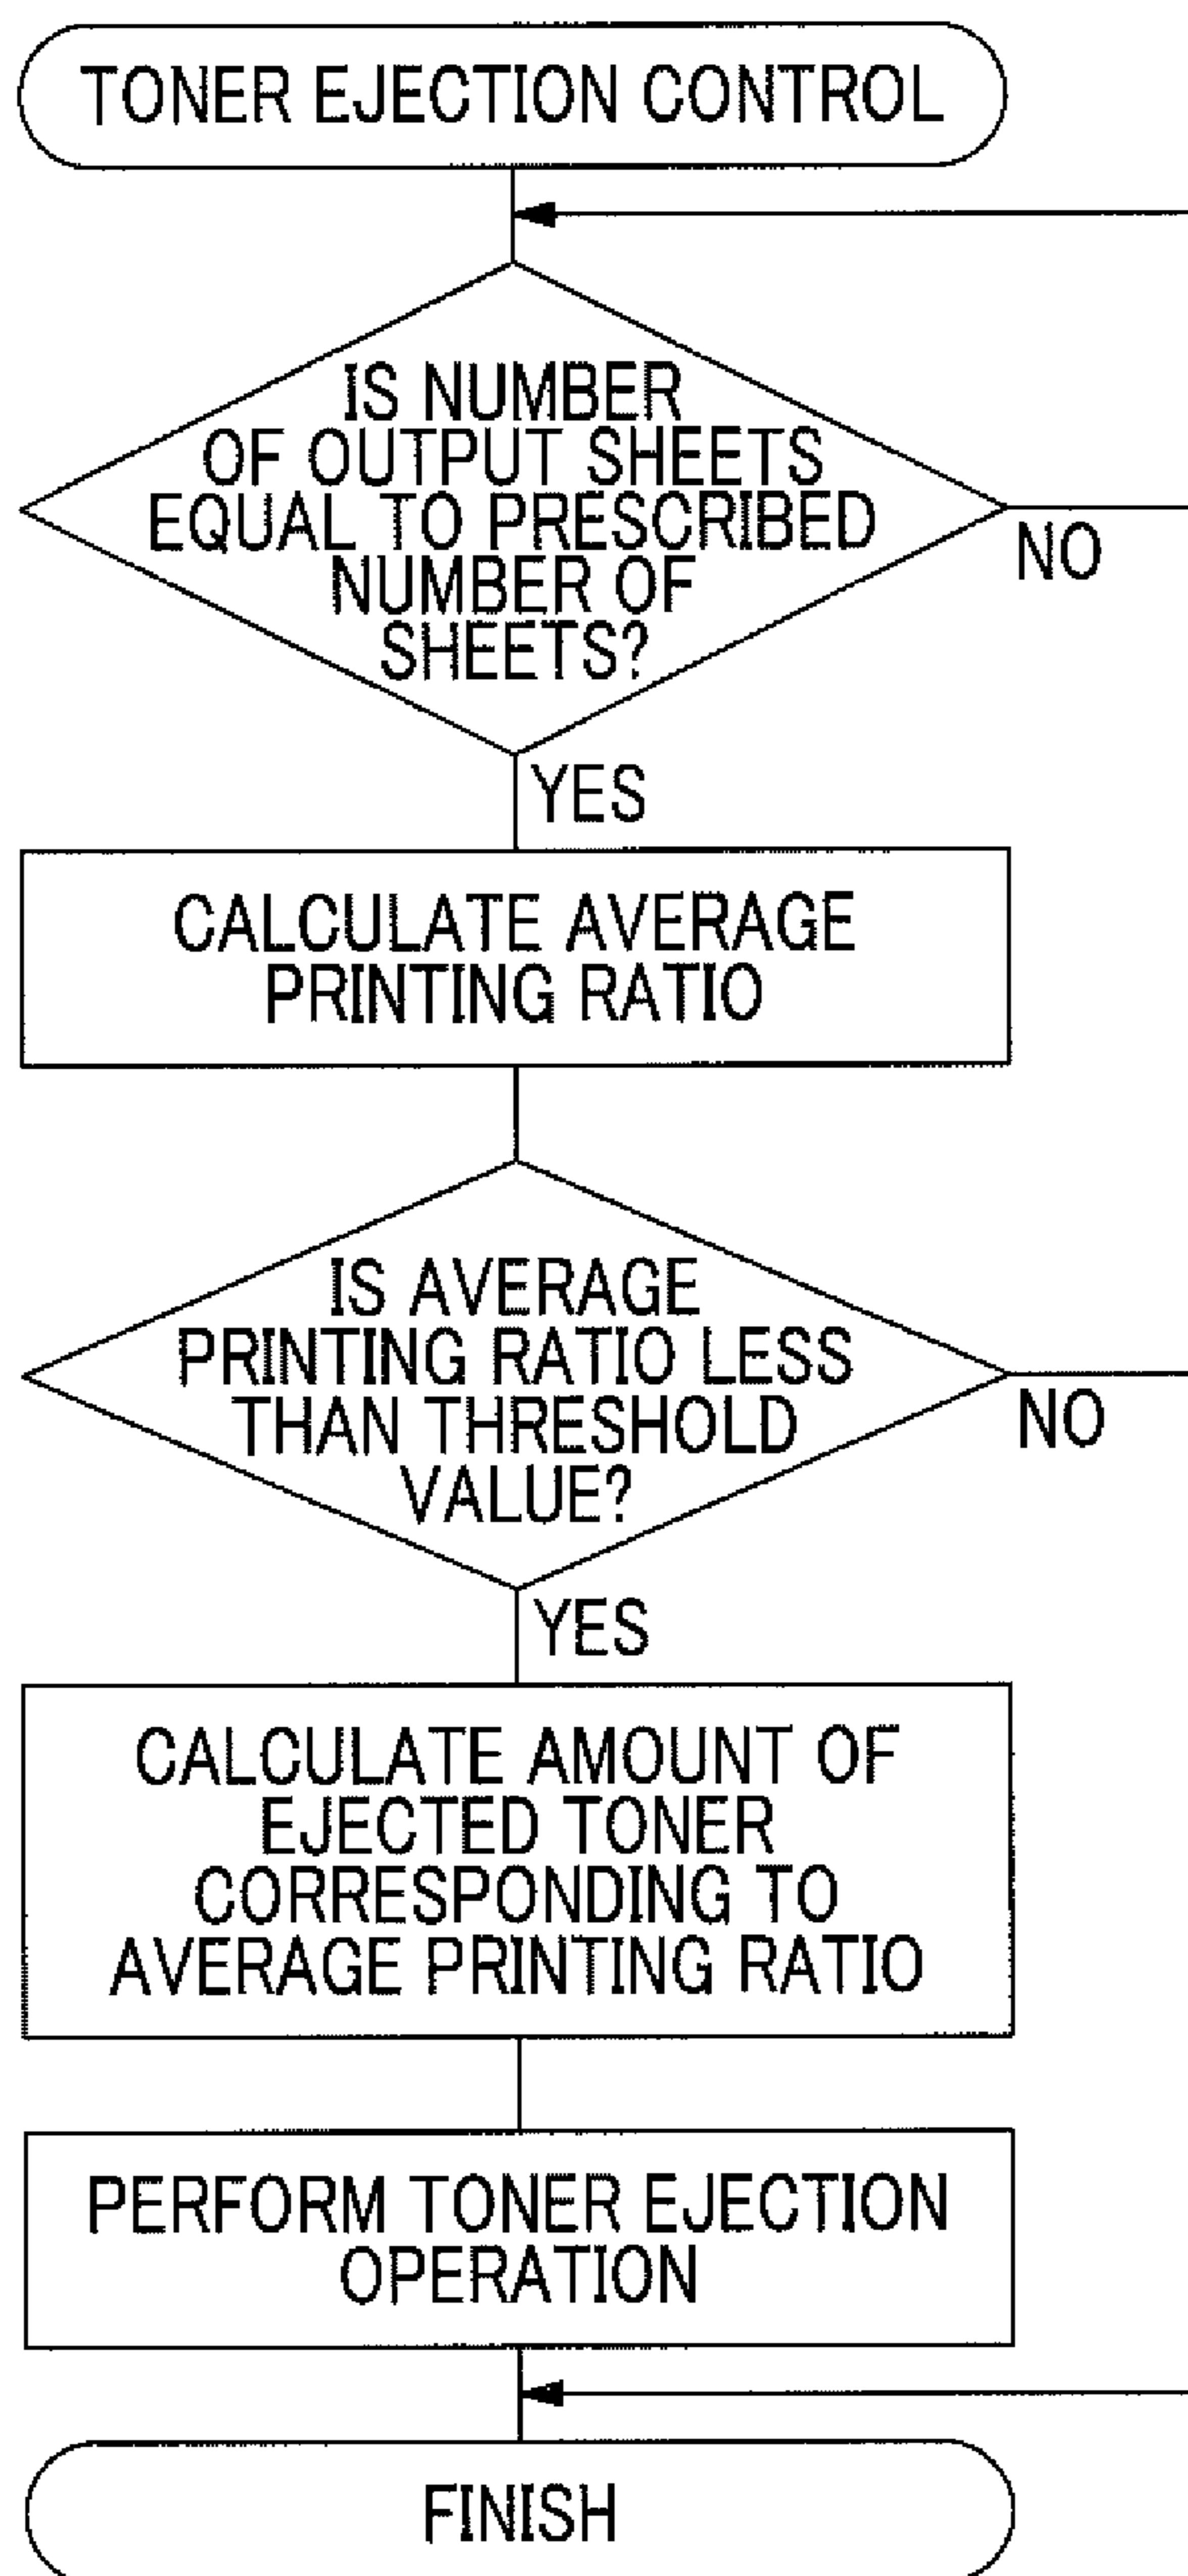 TONER EJECTION CONTROL
IS NUMBER
OF OUTPUT SHEETS
EQUAL TO PRESCRIBED
NUMBER OF
SHEETS?
NO
YES
CALCULATE AVERAGE
PRINTING RATIO
IS AVERAGE
PRINTING RATIO LESS
THAN THRESHOLD
VALUE?
NO
YES
CALCULATE AMOUNT OF
EJECTED TONER
CORRESPONDING TO
AVERAGE PRINTING RATIO
PERFORM TONER EJECTION
OPERATION
FINISH